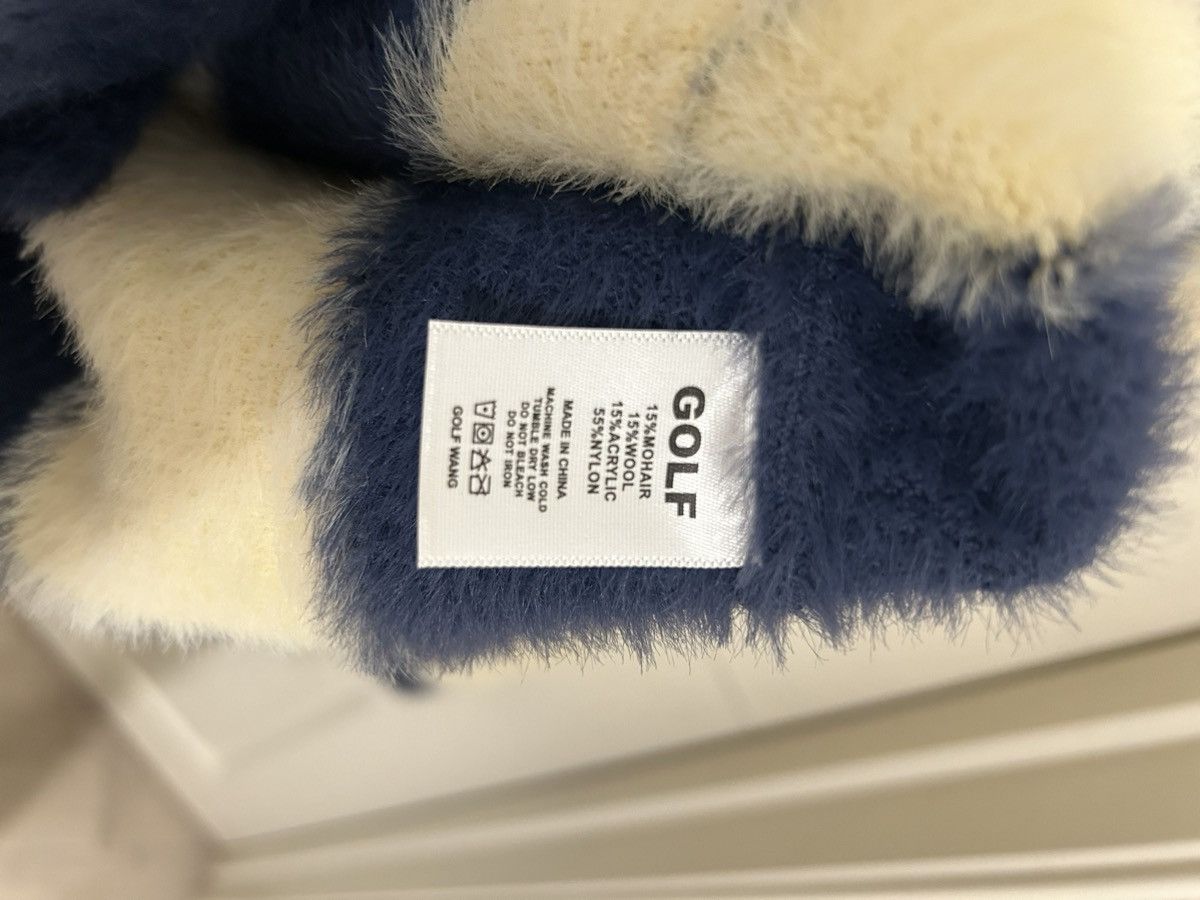 GOLF
15%MOHAIR
15%WOOL
15%ACRYLIC
55%NYLON
MADE IN CHINA
MACHINE WASH COLD
TUMBLE DRY LOW
DO NOT BLEACH
DO NOT IRON
GOLF WANG